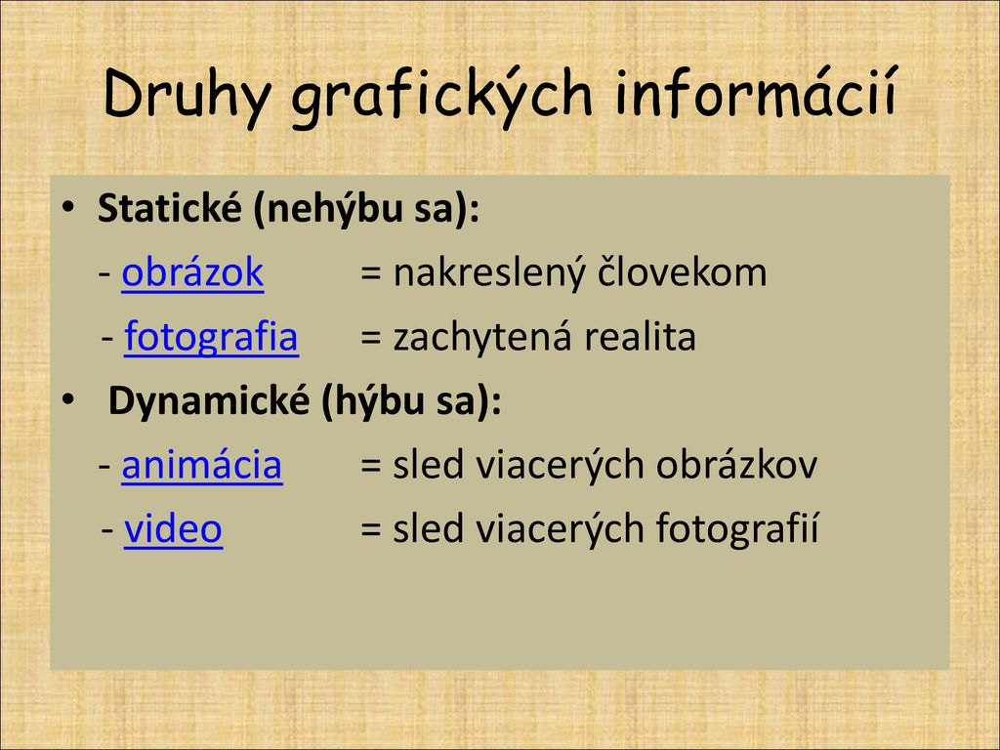 Druhy grafických informácií
• Statické (nehýbu sa):
- obrázok = nakreslený človekom
- fotografia = zachytená realita
• Dynamické (hýbu sa):
- animácia = sled viacerých obrázkov
- video = sled viacerých fotografií